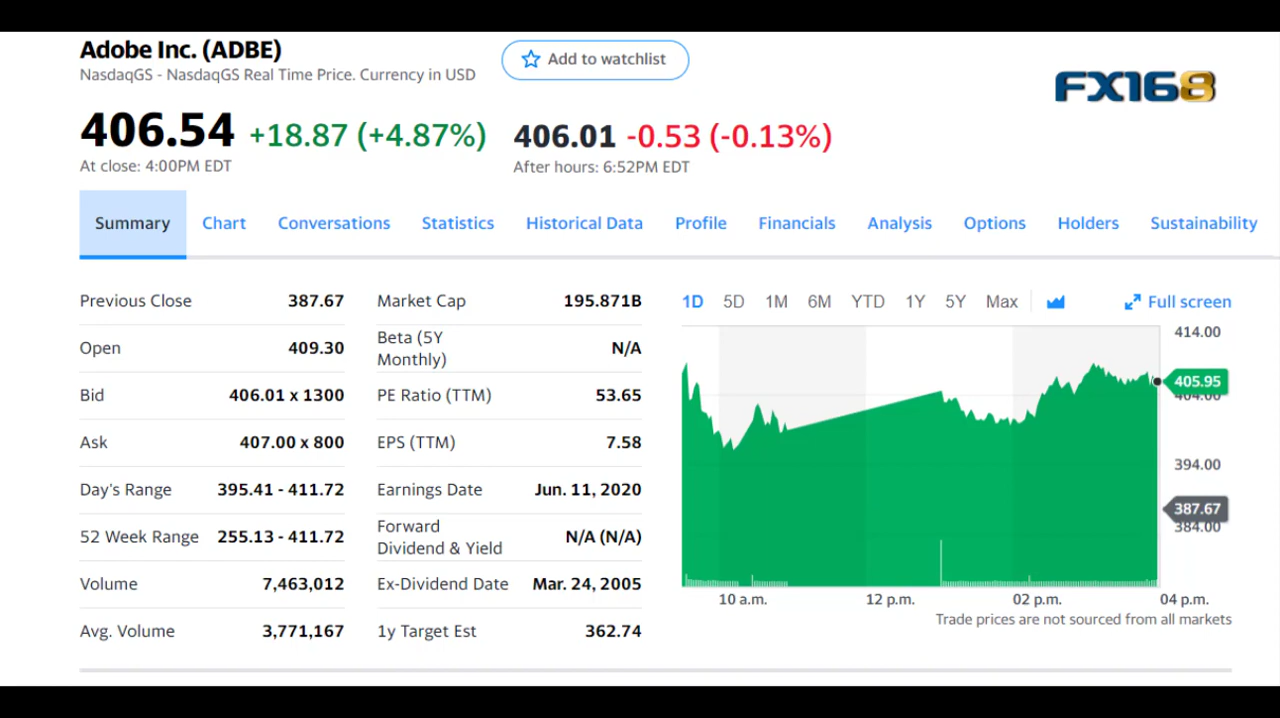 Adobe Inc. (ADBE)
NasdaqGS - NasdaqGS Real Time Price. Currency in USD
Add to watchlist
FX168
406.54 +18.87 (+4.87%)
At close: 4:00PM EDT
406.01 -0.53 (-0.13%)
After hours: 6:52PM EDT
Summary Chart Conversations Statistics Historical Data Profile Financials Analysis Options Holders Sustainability
Previous Close 387.67
Open 409.30
Bid 406.01 x 1300
Ask 407.00 x 800
Day's Range 395.41 - 411.72
52 Week Range 255.13 - 411.72
Volume 7,463,012
Avg. Volume 3,771,167
Market Cap 195.871B
Beta (5Y
Monthly) N/A
PE Ratio (TTM) 53.65
EPS (TTM) 7.58
Earnings Date Jun. 11, 2020
Forward
Dividend & Yield N/A (N/A)
Ex-Dividend Date Mar. 24, 2005
1y Target Est 362.74
1D 5D 1M 6M YTD 1Y 5Y Max Full screen
414.00
405.95
404.00
394.00
387.67
384.00
10 a.m. 12 p.m. 02 p.m. 04 p.m.
Trade prices are not sourced from all markets